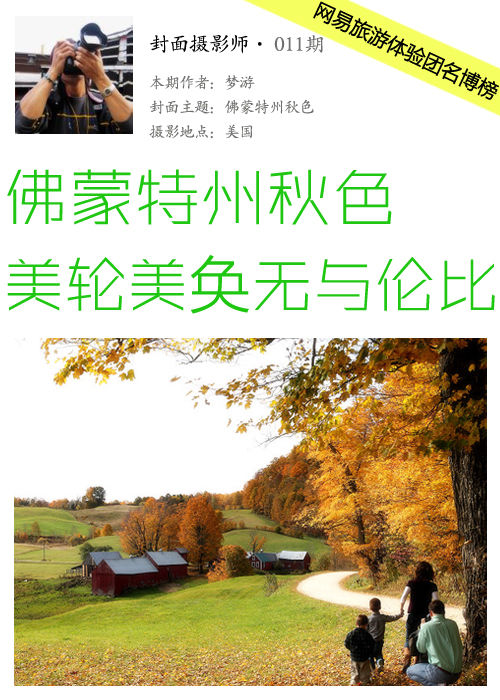 网易旅游体验团名博榜
封面摄影师· 011期
本期作者：梦游
封面主题：佛蒙特州秋色
摄影地点：美国
佛蒙特州秋色
美轮美奂无与伦比